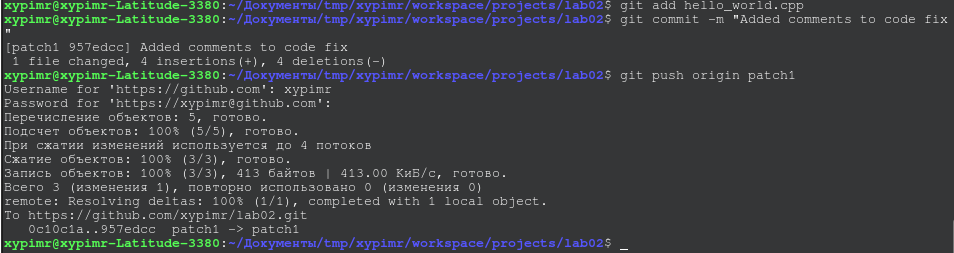 xypimr@xypimr-Latitude-3380:~/Документы/tmp/xypimr/workspace/projects/lab02$ git add hello_world.cpp
xypimr@xypimr-Latitude-3380:~/Документы/tmp/xypimr/workspace/projects/lab02$ git commit -m "Added comments to code fix
"
[patch1 957edcc] Added comments to code fix
 1 file changed, 4 insertions(+), 4 deletions(-)
xypimr@xypimr-Latitude-3380:~/Документы/tmp/xypimr/workspace/projects/lab02$ git push origin patch1
Username for 'https://github.com': xypimr
Password for 'https://xypimr@github.com':
Перечисление объектов: 5, готово.
Подсчет объектов: 100% (5/5), готово.
При сжатии изменений используется до 4 потоков
Сжатие объектов: 100% (3/3), готово.
Запись объектов: 100% (3/3), 413 байтов | 413.00 КиБ/с, готово.
Всего 3 (изменения 1), повторно использовано 0 (изменения 0)
remote: Resolving deltas: 100% (1/1), completed with 1 local object.
To https://github.com/xypimr/lab02.git
   0c10c1a..957edcc  patch1 -> patch1
xypimr@xypimr-Latitude-3380:~/Документы/tmp/xypimr/workspace/projects/lab02$ _